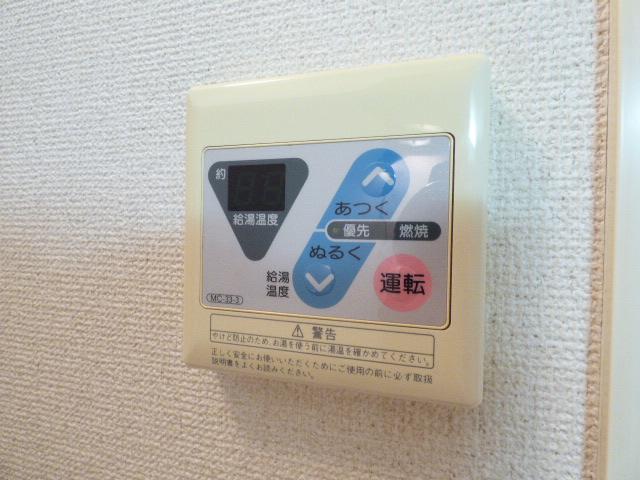 約
給湯温度
あつく
優先 燃焼
ぬるく
給湯
温度
運転
MC-33-3
⚠ 警告
やけど防止のため、お湯を使う前に湯温を確かめてください。
正しく安全にお使いいただくためにご使用の前に必ず取扱
説明書をよくお読みください。